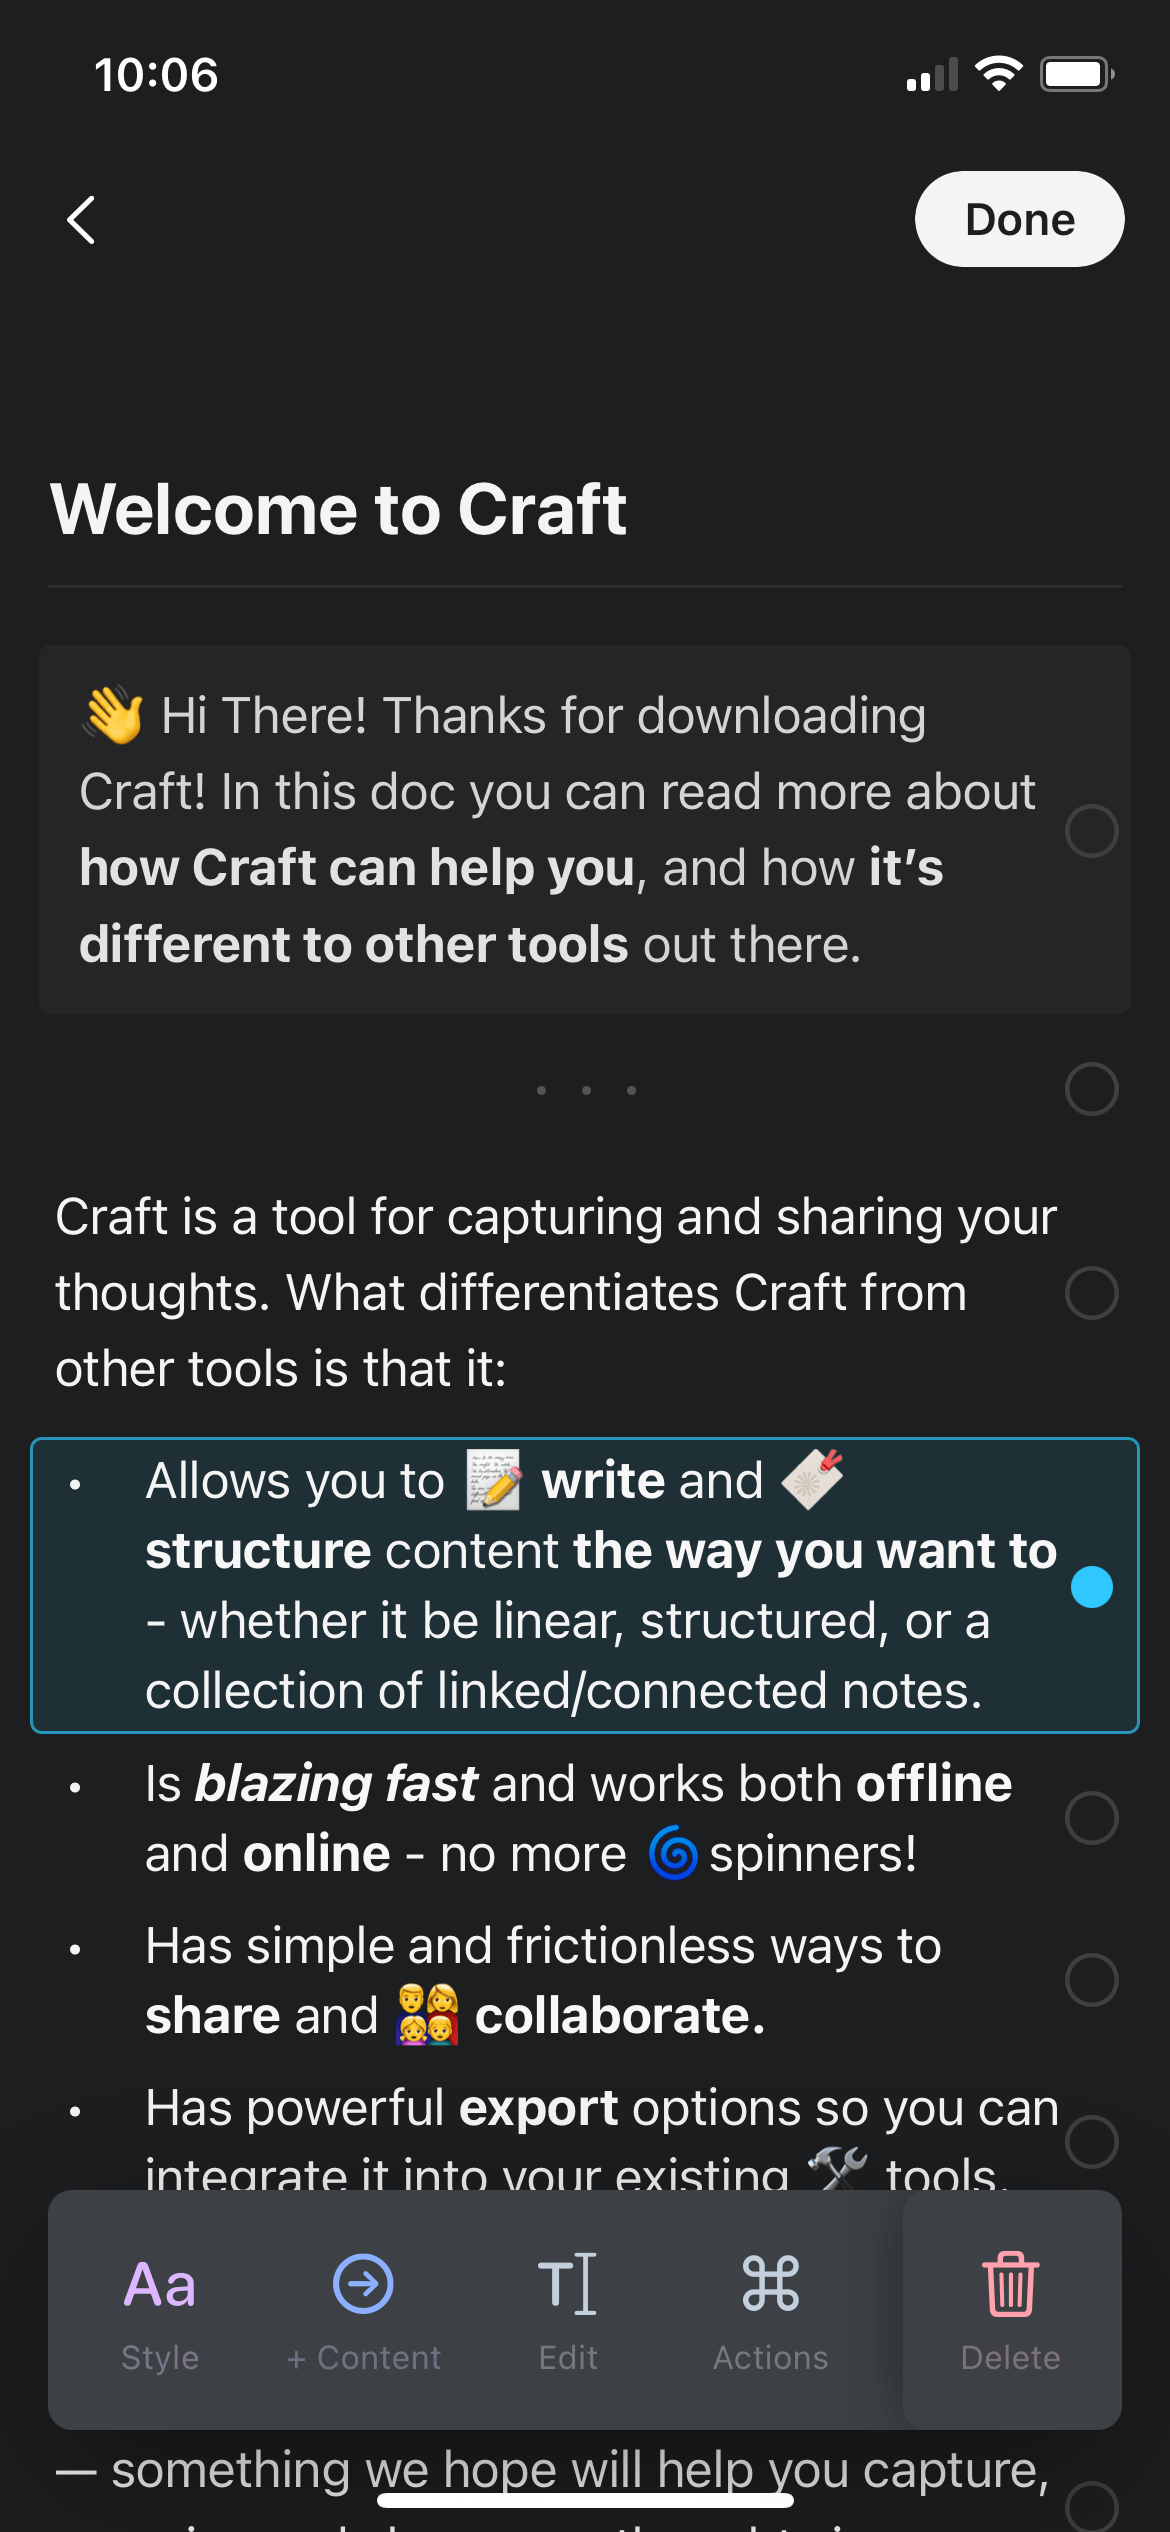 10:06
Done
Welcome to Craft
👋 Hi There! Thanks for downloading
Craft! In this doc you can read more about
how Craft can help you, and how it’s
different to other tools out there.
Craft is a tool for capturing and sharing your
thoughts. What differentiates Craft from
other tools is that it:
• Allows you to 📝 write and 🏷️
structure content the way you want to
- whether it be linear, structured, or a
collection of linked/connected notes.
• Is blazing fast and works both offline
and online - no more 🌀 spinners!
• Has simple and frictionless ways to
share and 👨‍👩‍👧‍👦 collaborate.
• Has powerful export options so you can
integrate it into your existing 🛠️ tools.
Aa
Style
+ Content
Edit
Actions
Delete
— something we hope will help you capture,